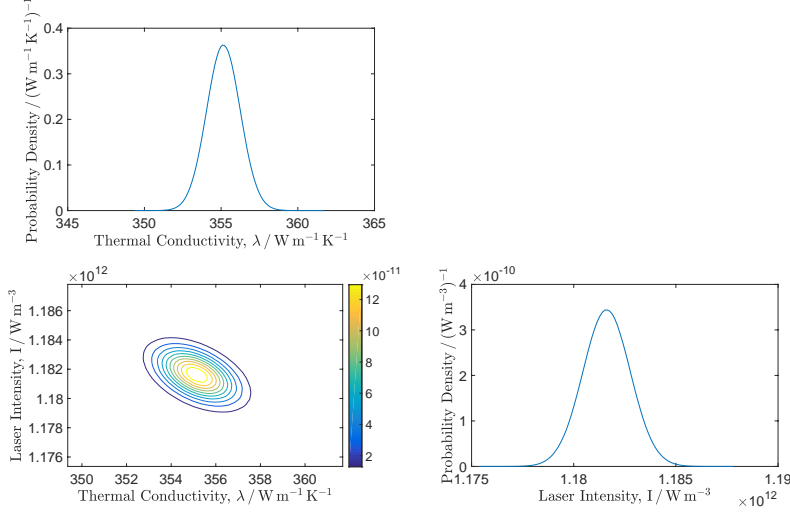 Probability Density / (W m⁻¹ K⁻¹)⁻¹
0.4
0.3
0.2
0.1
0
345 350 355 360 365
Thermal Conductivity, λ / W m⁻¹ K⁻¹
×10¹²
Laser Intensity, I / W m⁻³
1.186
1.184
1.182
1.18
1.178
1.176
350 352 354 356 358 360
Thermal Conductivity, λ / W m⁻¹ K⁻¹
×10⁻¹¹
12
10
8
6
4
2
×10⁻¹⁰
Probability Density / (W m⁻³)⁻¹
4
3
2
1
0
1.175 1.18 1.185 1.19
×10¹²
Laser Intensity, I / W m⁻³